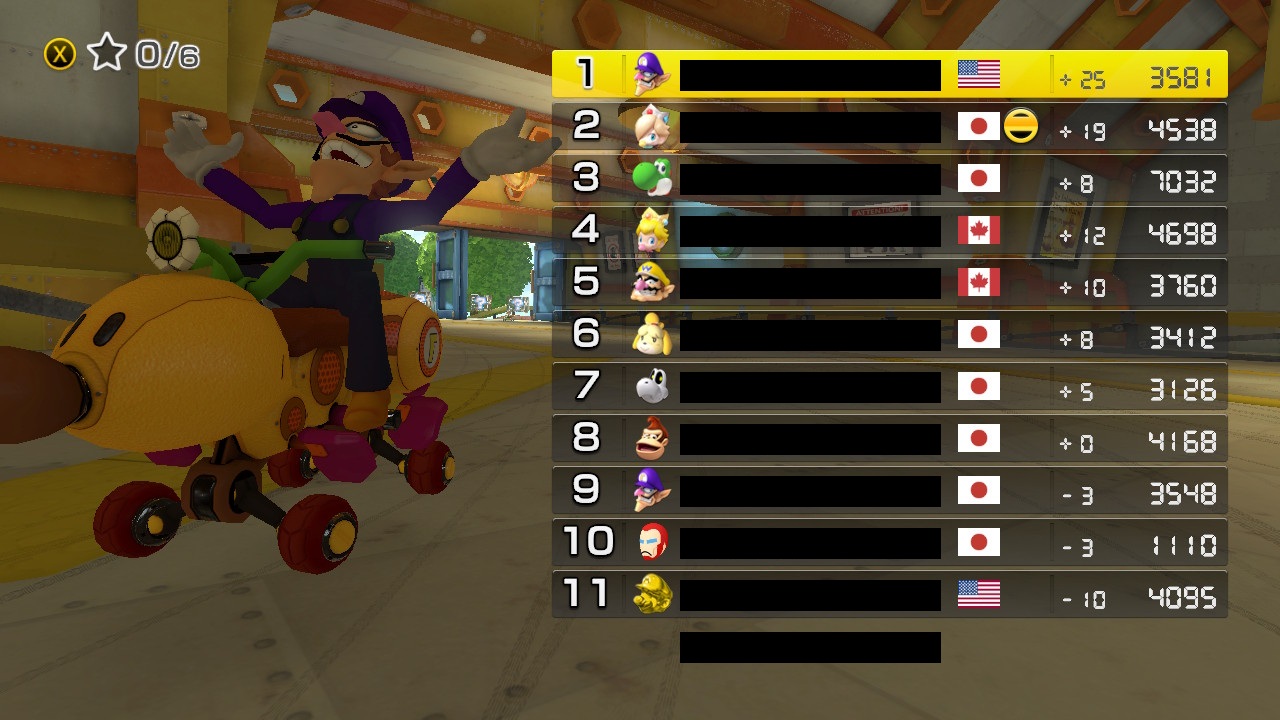 X 0/6
1 + 25 3581
2 + 19 4538
3 + 8 7032
ATTENTION!
4 + 12 4698
5 + 10 3760
6 + 8 3412
7 + 5 3126
8 + 0 4168
9 - 3 3548
10 - 3 1110
11 - 10 4095